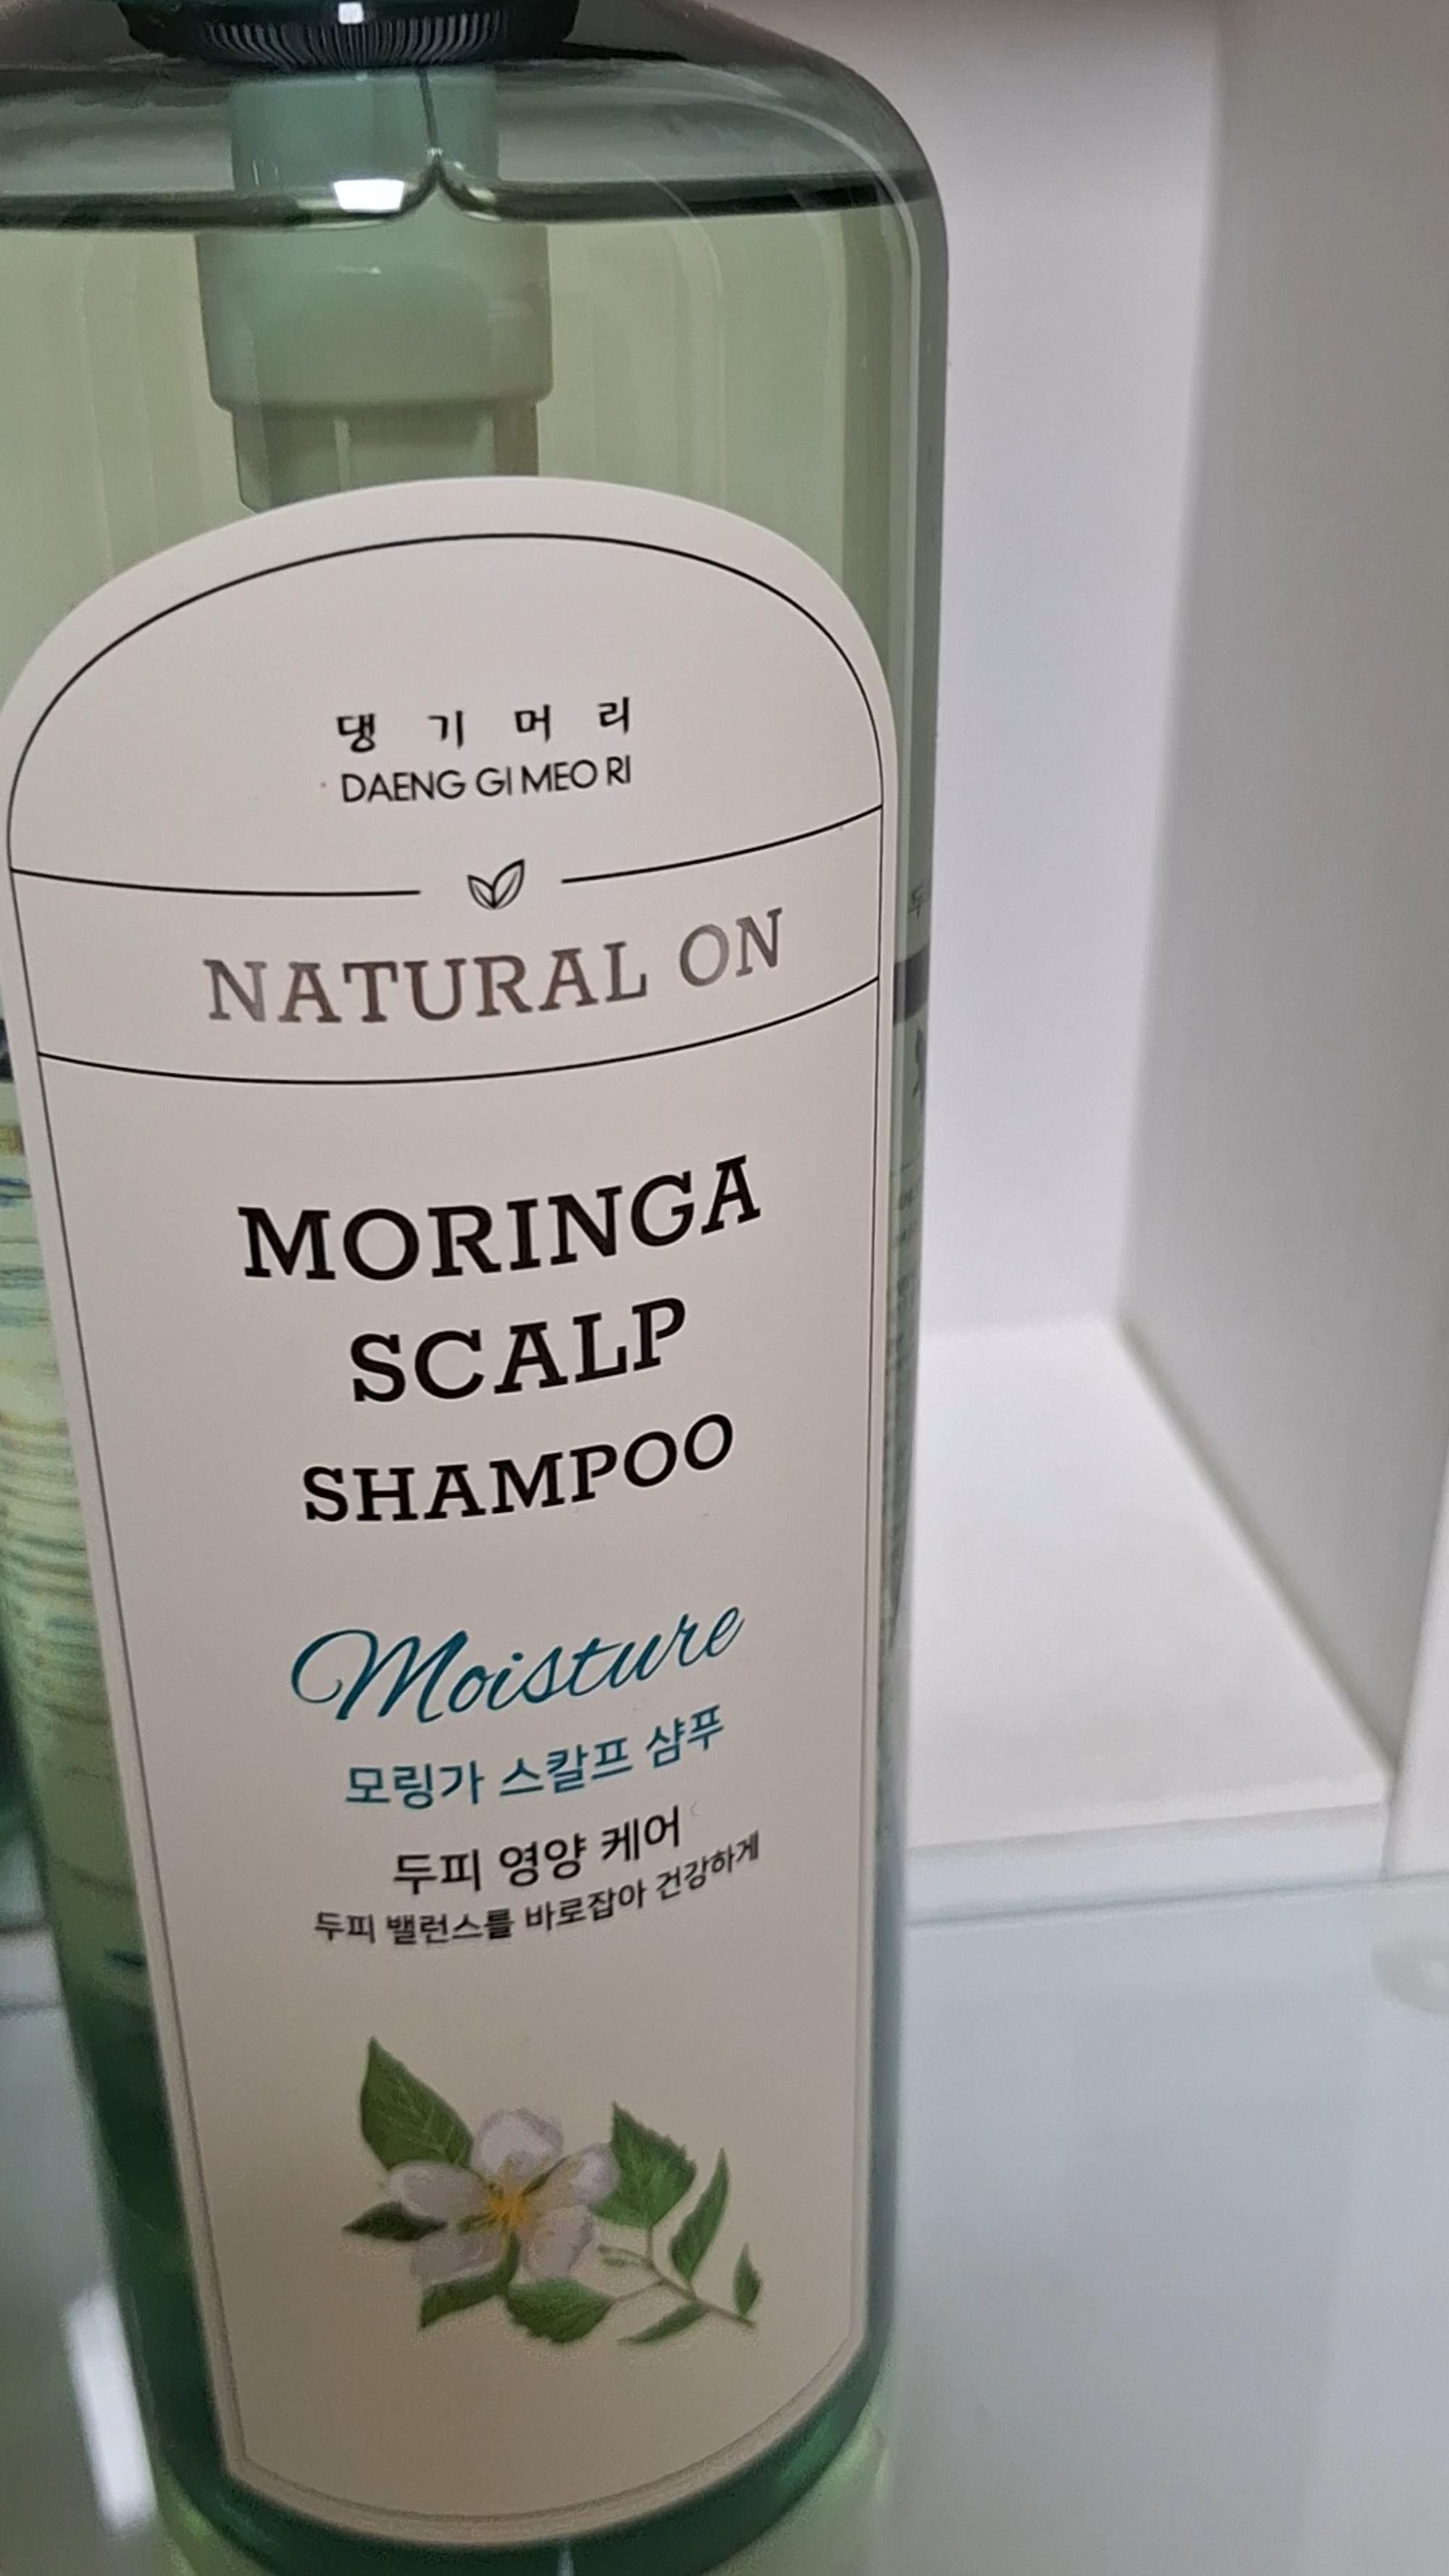 댕 기 머 리
DAENG GI MEO RI
NATURAL ON
MORINGA
SCALP
SHAMPOO
Moisture
모링가 스칼프 샴푸
두피 영양 케어
두피 밸런스를 바로잡아 건강하게